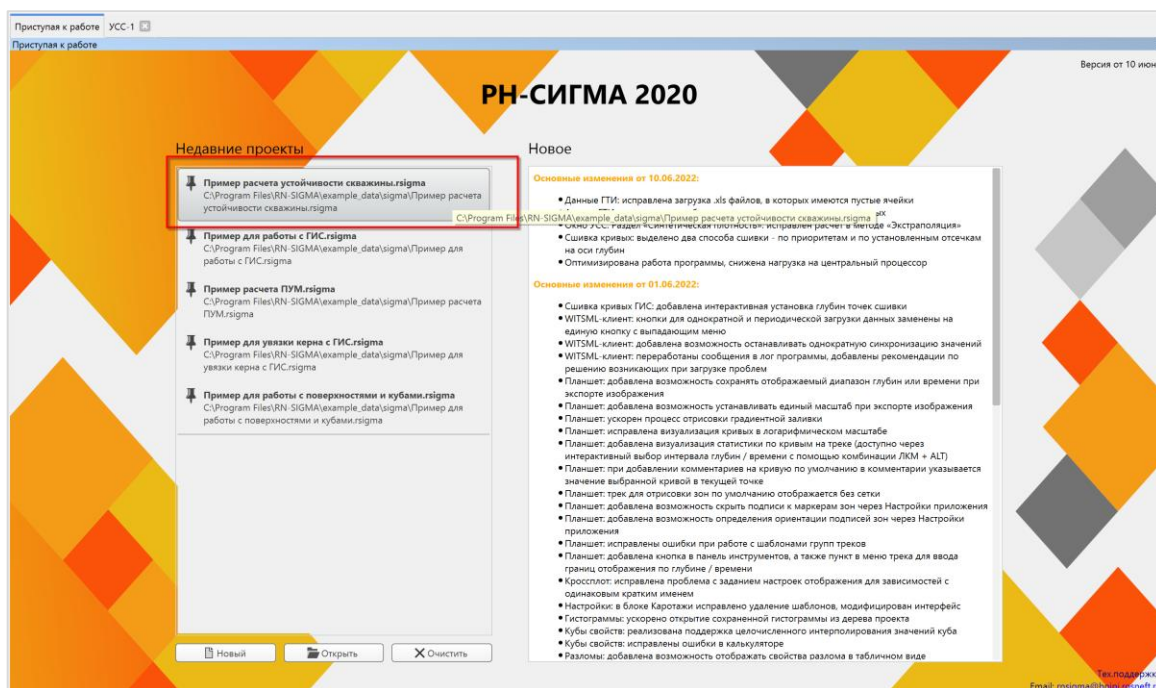 Приступая к работе УСС-1
Приступая к работе
Версия от 10 июн
РН-СИГМА 2020
Недавние проекты
Пример расчета устойчивости скважины.rsigma
C:\Program Files\RN-SIGMA\example_data\sigma\Пример расчета
устойчивости скважины.rsigma
C:\Program Files\RN-SIGMA\example_data\sigma\Пример расчета устойчивости скважины.rsigma
Пример для работы с ГИС.rsigma
C:\Program Files\RN-SIGMA\example_data\sigma\Пример для
работы с ГИС.rsigma
Пример расчета ПУМ.rsigma
C:\Program Files\RN-SIGMA\example_data\sigma\Пример расчета
ПУМ.rsigma
Пример для увязки керна с ГИС.rsigma
C:\Program Files\RN-SIGMA\example_data\sigma\Пример для
увязки керна с ГИС.rsigma
Пример для работы с поверхностями и кубами.rsigma
C:\Program Files\RN-SIGMA\example_data\sigma\Пример для
работы с поверхностями и кубами.rsigma
Новый Открыть Очистить
Новое
Основные изменения от 10.06.2022:
• Данные ГТИ: исправлена загрузка .xls файлов, в которых имеются пустые ячейки
• Окно УСС. Раздел «Синтетическая плотность»: исправлен расчет в методе «Экстраполяция»
• Сшивка кривых: выделено два способа сшивки - по приоритетам и по установленным отсечкам
на оси глубин
• Оптимизирована работа программы, снижена нагрузка на центральный процессор
Основные изменения от 01.06.2022:
• Сшивка кривых ГИС: добавлена интерактивная установка глубин точек сшивки
• WITSML-клиент: кнопки для однократной и периодической загрузки данных заменены на
единую кнопку с выпадающим меню
• WITSML-клиент: добавлена возможность останавливать однократную синхронизацию значений
• WITSML-клиент: переработаны сообщения в лог программы, добавлены рекомендации по
решению возникающих при загрузке проблем
• Планшет: добавлена возможность сохранять отображаемый диапазон глубин или времени при
экспорте изображения
• Планшет: добавлена возможность устанавливать единый масштаб при экспорте изображения
• Планшет: ускорен процесс отрисовки градиентной заливки
• Планшет: исправлена визуализация кривых в логарифмическом масштабе
• Планшет: добавлена визуализация статистики по кривым на треке (доступно через
интерактивный выбор интервала глубин / времени с помощью комбинации ЛКМ + ALT)
• Планшет: при добавлении комментариев на кривую по умолчанию в комментарии указывается
значение выбранной кривой в текущей точке
• Планшет: трек для отрисовки зон по умолчанию отображается без сетки
• Планшет: добавлена возможность скрыть подписи к маркерам зон через Настройки приложения
• Планшет: добавлена возможность определения ориентации подписей зон через Настройки
приложения
• Планшет: исправлены ошибки при работе с шаблонами групп треков
• Планшет: добавлена кнопка в панель инструментов, а также пункт в меню трека для ввода
границ отображения по глубине / времени
• Кроссплот: исправлена проблема с заданием настроек отображения для зависимостей с
одинаковым кратким именем
• Настройки: в блоке Каротажи исправлено удаление шаблонов, модифицирован интерфейс
• Гистограммы: ускорено открытие сохраненной гистограммы из дерева проекта
• Кубы свойств: реализована поддержка целочисленного интерполирования значений куба
• Кубы свойств: исправлены ошибки в калькуляторе
• Разломы: добавлена возможность отображать свойства разлома в табличном виде
Тех.поддержк
Email: rnsigma@bnipi.rosneft.r